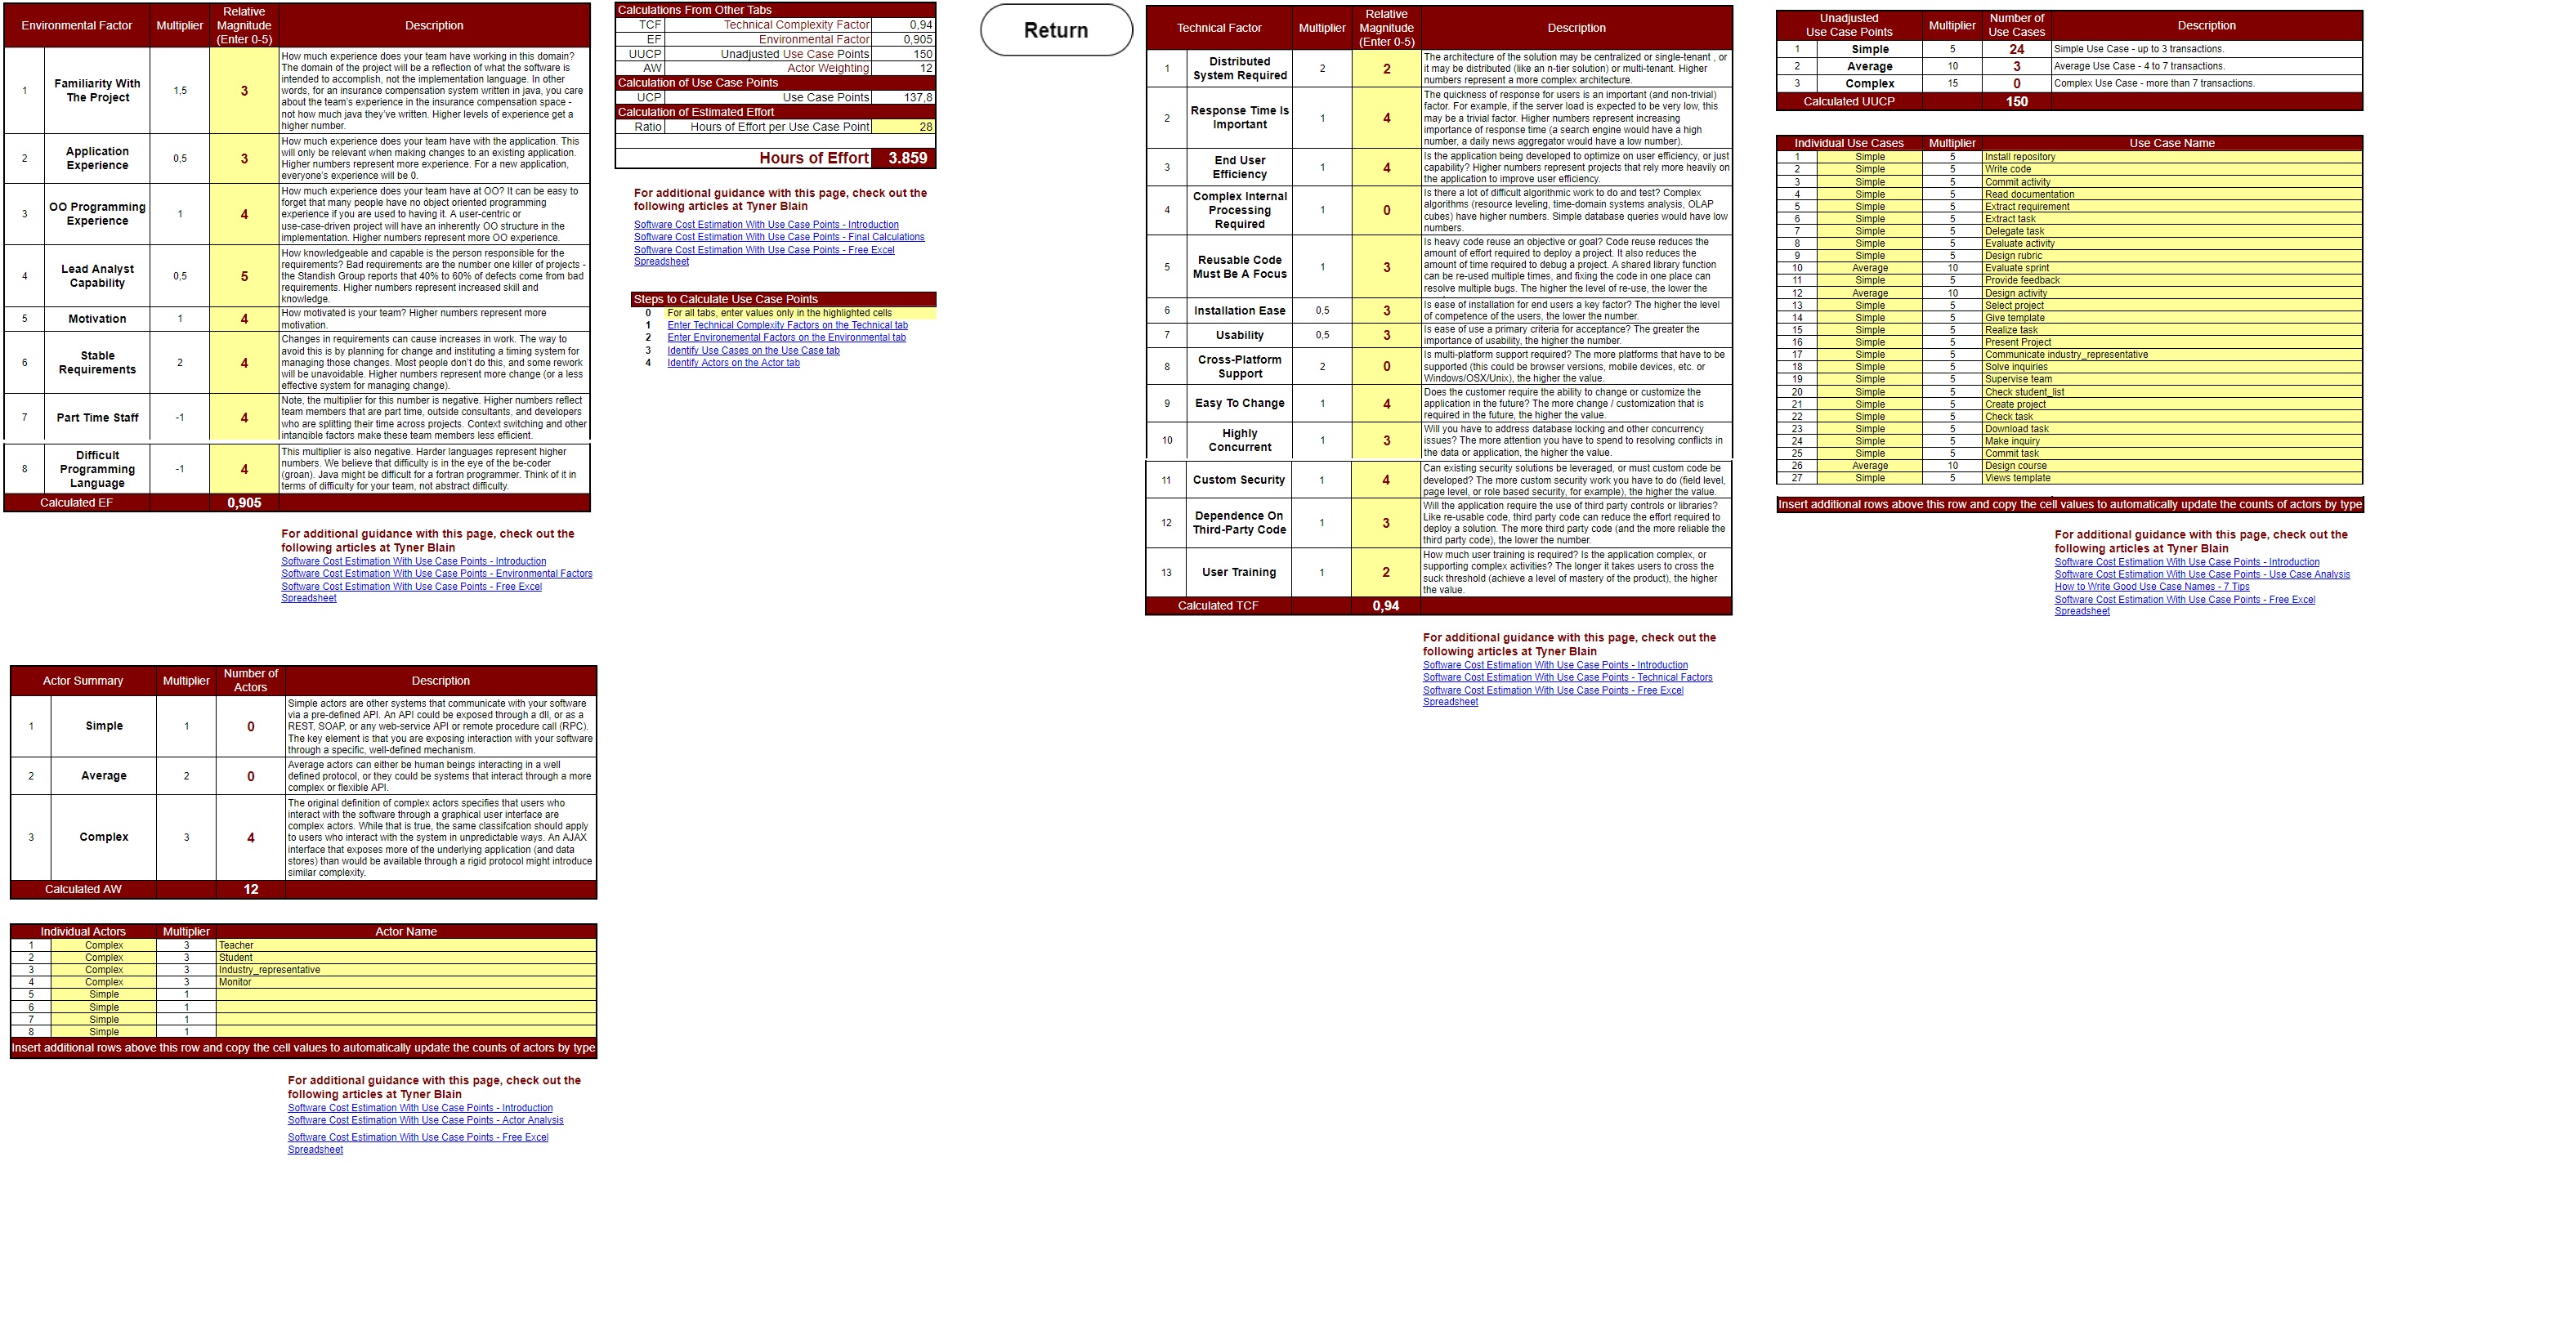 Environmental Factor Multiplier Relative Magnitude (Enter 0-5) Description
1 Familiarity With The Project 1,5 3
How much experience does your team have working in this domain?
The domain of the project will be a reflection of what the software is
intended to accomplish, not the implementation language. In other
words, for an insurance compensation system written in java, you care
about the team's experience in the insurance compensation space -
not how much java they've written. Higher levels of experience get a
higher number.
2 Application Experience 0,5 3
How much experience does your team have with the application. This
will only be relevant when making changes to an existing application.
Higher numbers represent more experience. For a new application,
everyone's experience will be 0.
3 OO Programming Experience 1 4
How much experience does your team have at OO? It can be easy to
forget that many people have no object oriented programming
experience if you are used to having it. A user-centric or
use-case-driven project will have an inherently OO structure in the
implementation. Higher numbers represent more OO experience.
4 Lead Analyst Capability 0,5 5
How knowledgeable and capable is the person responsible for the
requirements? Bad requirements are the number one killer of projects -
the Standish Group reports that 40% to 60% of defects come from bad
requirements. Higher numbers represent increased skill and
knowledge.
5 Motivation 1 4
How motivated is your team? Higher numbers represent more
motivation.
6 Stable Requirements 2 4
Changes in requirements can cause increases in work. The way to
avoid this is by planning for change and instituting a timing system for
managing those changes. Most people don't do this, and some rework
will be unavoidable. Higher numbers represent more change (or a less
effective system for managing change).
7 Part Time Staff -1 4
Note, the multiplier for this number is negative. Higher numbers reflect
team members that are part time, outside consultants, and developers
who are splitting their time across projects. Context switching and other
intangible factors make these team members less efficient.
8 Difficult Programming Language -1 4
This multiplier is also negative. Harder languages represent higher
numbers. We believe that difficulty is in the eye of the be-coder
(groan). Java might be difficult for a fortran programmer. Think of it in
terms of difficulty for your team, not abstract difficulty.
Calculated EF 0,905
For additional guidance with this page, check out the
following articles at Tyner Blain
Software Cost Estimation With Use Case Points - Introduction
Software Cost Estimation With Use Case Points - Environmental Factors
Software Cost Estimation With Use Case Points - Free Excel
Spreadsheet
Calculations From Other Tabs
TCF Technical Complexity Factor 0,94
EF Environmental Factor 0,905
UUCP Unadjusted Use Case Points 150
AW Actor Weighting 12
Calculation of Use Case Points
UCP Use Case Points 137,8
Calculation of Estimated Effort
Ratio Hours of Effort per Use Case Point 28
Hours of Effort 3.859
For additional guidance with this page, check out the
following articles at Tyner Blain
Software Cost Estimation With Use Case Points - Introduction
Software Cost Estimation With Use Case Points - Final Calculations
Software Cost Estimation With Use Case Points - Free Excel
Spreadsheet
Steps to Calculate Use Case Points
0 For all tabs, enter values only in the highlighted cells
1 Enter Technical Complexity Factors on the Technical tab
2 Enter Environemental Factors on the Environmental tab
3 Identify Use Cases on the Use Case tab
4 Identify Actors on the Actor tab
Return
Technical Factor Multiplier Relative Magnitude (Enter 0-5) Description
1 Distributed System Required 2 2
The architecture of the solution may be centralized or single-tenant , or
it may be distributed (like an n-tier solution) or multi-tenant. Higher
numbers represent a more complex architecture.
2 Response Time Is Important 1 4
The quickness of response for users is an important (and non-trivial)
factor. For example, if the server load is expected to be very low, this
may be a trivial factor. Higher numbers represent increasing
importance of response time (a search engine would have a high
number, a daily news aggregator would have a low number).
3 End User Efficiency 1 4
Is the application being developed to optimize on user efficiency, or just
capability? Higher numbers represent projects that rely more heavily on
the application to improve user efficiency.
4 Complex Internal Processing Required 1 0
Is there a lot of difficult algorithmic work to do and test? Complex
algorithms (resource leveling, time-domain systems analysis, OLAP
cubes) have higher numbers. Simple database queries would have low
numbers.
5 Reusable Code Must Be A Focus 1 3
Is heavy code reuse an objective or goal? Code reuse reduces the
amount of effort required to deploy a project. It also reduces the
amount of time required to debug a project. A shared library function
can be re-used multiple times, and fixing the code in one place can
resolve multiple bugs. The higher the level of re-use, the lower the
6 Installation Ease 0,5 3
Is ease of installation for end users a key factor? The higher the level
of competence of the users, the lower the number.
7 Usability 0,5 3
Is ease of use a primary criteria for acceptance? The greater the
importance of usability, the higher the number.
8 Cross-Platform Support 2 0
Is multi-platform support required? The more platforms that have to be
supported (this could be browser versions, mobile devices, etc. or
Windows/OSX/Unix), the higher the value.
9 Easy To Change 1 4
Does the customer require the ability to change or customize the
application in the future? The more change / customization that is
required in the future, the higher the value.
10 Highly Concurrent 1 3
Will you have to address database locking and other concurrency
issues? The more attention you have to spend to resolving conflicts in
the data or application, the higher the value.
11 Custom Security 1 4
Can existing security solutions be leveraged, or must custom code be
developed? The more custom security work you have to do (field level,
page level, or role based security, for example), the higher the value.
12 Dependence On Third-Party Code 1 3
Will the application require the use of third party controls or libraries?
Like re-usable code, third party code can reduce the effort required to
deploy a solution. The more third party code (and the more reliable the
third party code), the lower the number.
13 User Training 1 2
How much user training is required? Is the application complex, or
supporting complex activities? The longer it takes users to cross the
suck threshold (achieve a level of mastery of the product), the higher
the value.
Calculated TCF 0,94
For additional guidance with this page, check out the
following articles at Tyner Blain
Software Cost Estimation With Use Case Points - Introduction
Software Cost Estimation With Use Case Points - Technical Factors
Software Cost Estimation With Use Case Points - Free Excel
Spreadsheet
Unadjusted Use Case Points Multiplier Number of Use Cases Description
1 Simple 5 24 Simple Use Case - up to 3 transactions.
2 Average 10 3 Average Use Case - 4 to 7 transactions.
3 Complex 15 0 Complex Use Case - more than 7 transactions.
Calculated UUCP 150
Individual Use Cases Multiplier Use Case Name
1 Simple 5 Install repository
2 Simple 5 Write code
3 Simple 5 Commit activity
4 Simple 5 Read documentation
5 Simple 5 Extract requirement
6 Simple 5 Extract task
7 Simple 5 Delegate task
8 Simple 5 Evaluate activity
9 Simple 5 Design rubric
10 Average 10 Evaluate sprint
11 Simple 5 Provide feedback
12 Average 10 Design activity
13 Simple 5 Select project
14 Simple 5 Give template
15 Simple 5 Realize task
16 Simple 5 Present Project
17 Simple 5 Communicate industry_representative
18 Simple 5 Solve inquiries
19 Simple 5 Supervise team
20 Simple 5 Check student_list
21 Simple 5 Create project
22 Simple 5 Check task
23 Simple 5 Download task
24 Simple 5 Make inquiry
25 Simple 5 Commit task
26 Average 10 Design course
27 Simple 5 Views template
Insert additional rows above this row and copy the cell values to automatically update the counts of actors by type
For additional guidance with this page, check out the
following articles at Tyner Blain
Software Cost Estimation With Use Case Points - Introduction
Software Cost Estimation With Use Case Points - Use Case Analysis
How to Write Good Use Case Names - 7 Tips
Software Cost Estimation With Use Case Points - Free Excel
Spreadsheet
Actor Summary Multiplier Number of Actors Description
1 Simple 1 0
Simple actors are other systems that communicate with your software
via a pre-defined API. An API could be exposed through a dll, or as a
REST, SOAP, or any web-service API or remote procedure call (RPC).
The key element is that you are exposing interaction with your software
through a specific, well-defined mechanism.
2 Average 2 0
Average actors can either be human beings interacting in a well
defined protocol, or they could be systems that interact through a more
complex or flexible API.
3 Complex 3 4
The original definition of complex actors specifies that users who
interact with the software through a graphical user interface are
complex actors. While that is true, the same classifcation should apply
to users who interact with the system in unpredictable ways. An AJAX
interface that exposes more of the underlying application (and data
stores) than would be available through a rigid protocol might introduce
similar complexity.
Calculated AW 12
Individual Actors Multiplier Actor Name
1 Complex 3 Teacher
2 Complex 3 Student
3 Complex 3 Industry_representative
4 Complex 3 Monitor
5 Simple 1
6 Simple 1
7 Simple 1
8 Simple 1
Insert additional rows above this row and copy the cell values to automatically update the counts of actors by type
For additional guidance with this page, check out the
following articles at Tyner Blain
Software Cost Estimation With Use Case Points - Introduction
Software Cost Estimation With Use Case Points - Actor Analysis
Software Cost Estimation With Use Case Points - Free Excel
Spreadsheet